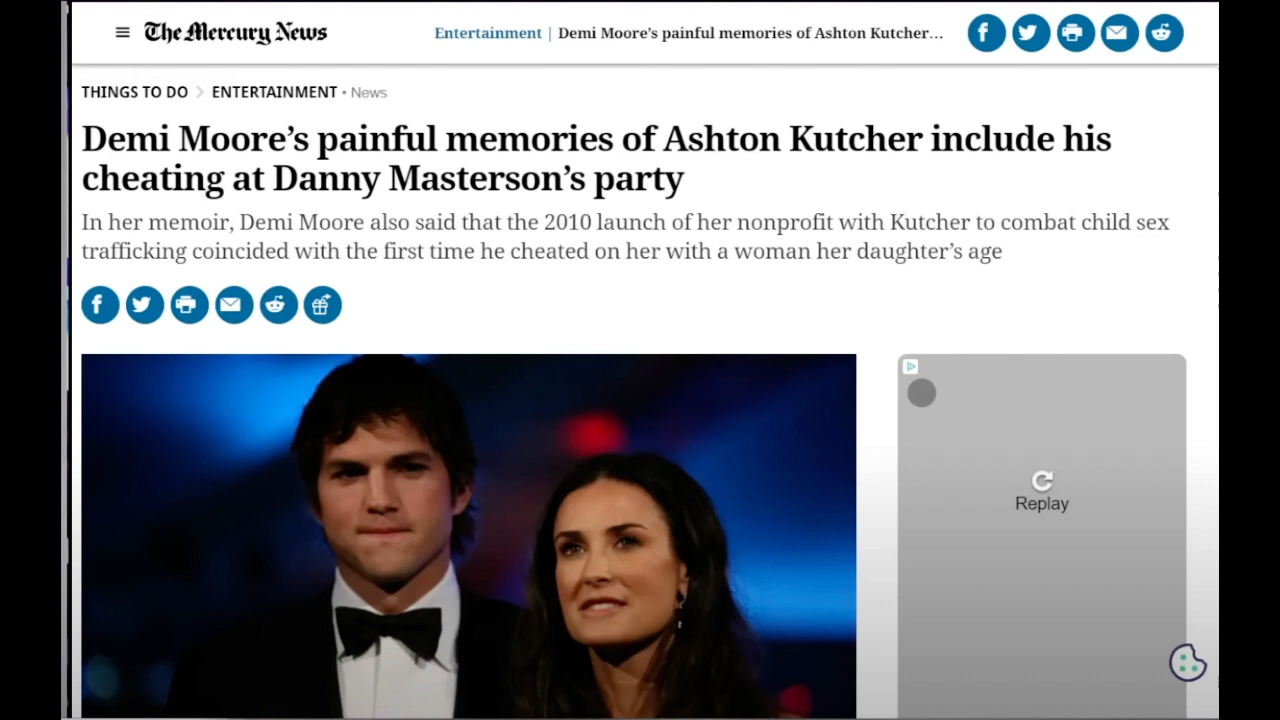 The Mercury News
Entertainment | Demi Moore’s painful memories of Ashton Kutcher...
THINGS TO DO > ENTERTAINMENT • News
Demi Moore’s painful memories of Ashton Kutcher include his
cheating at Danny Masterson’s party
In her memoir, Demi Moore also said that the 2010 launch of her nonprofit with Kutcher to combat child sex
trafficking coincided with the first time he cheated on her with a woman her daughter’s age
Replay